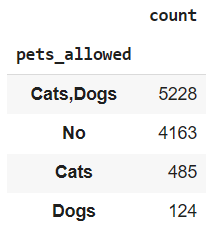 count
pets_allowed
Cats,Dogs 5228
No 4163
Cats 485
Dogs 124